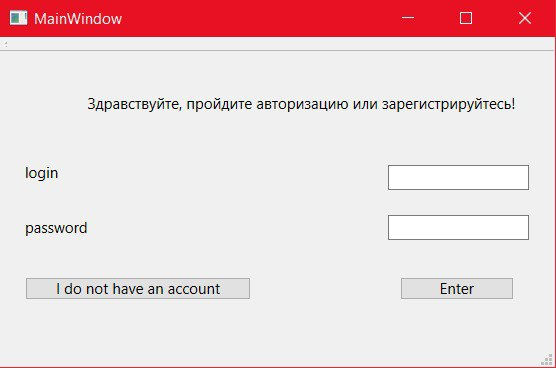 MainWindow
Здравствуйте, пройдите авторизацию или зарегистрируйтесь!
login
password
I do not have an account
Enter